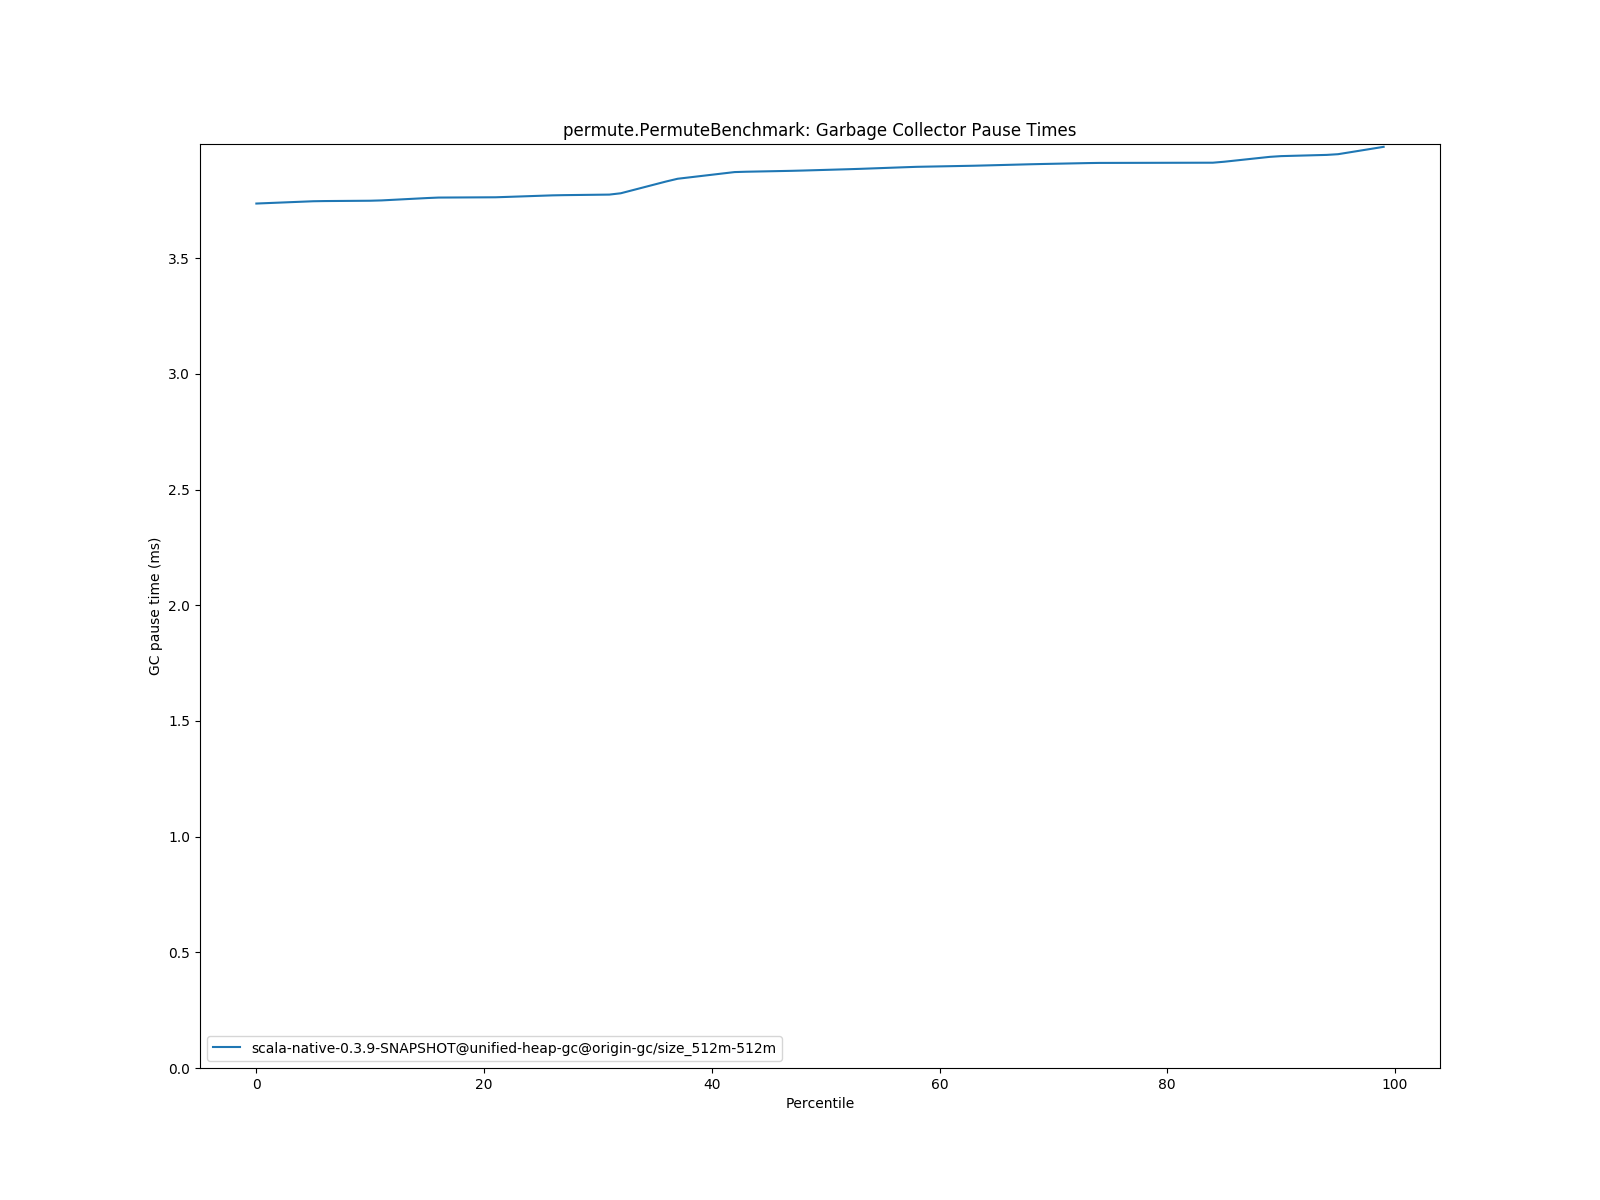 permute.PermuteBenchmark: Garbage Collector Pause Times
3.5
3.0
2.5
2.0
1.5
1.0
0.5
0.0
GC pause time (ms)
scala-native-0.3.9-SNAPSHOT@unified-heap-gc@origin-gc/size_512m-512m
0 20 40 60 80 100
Percentile